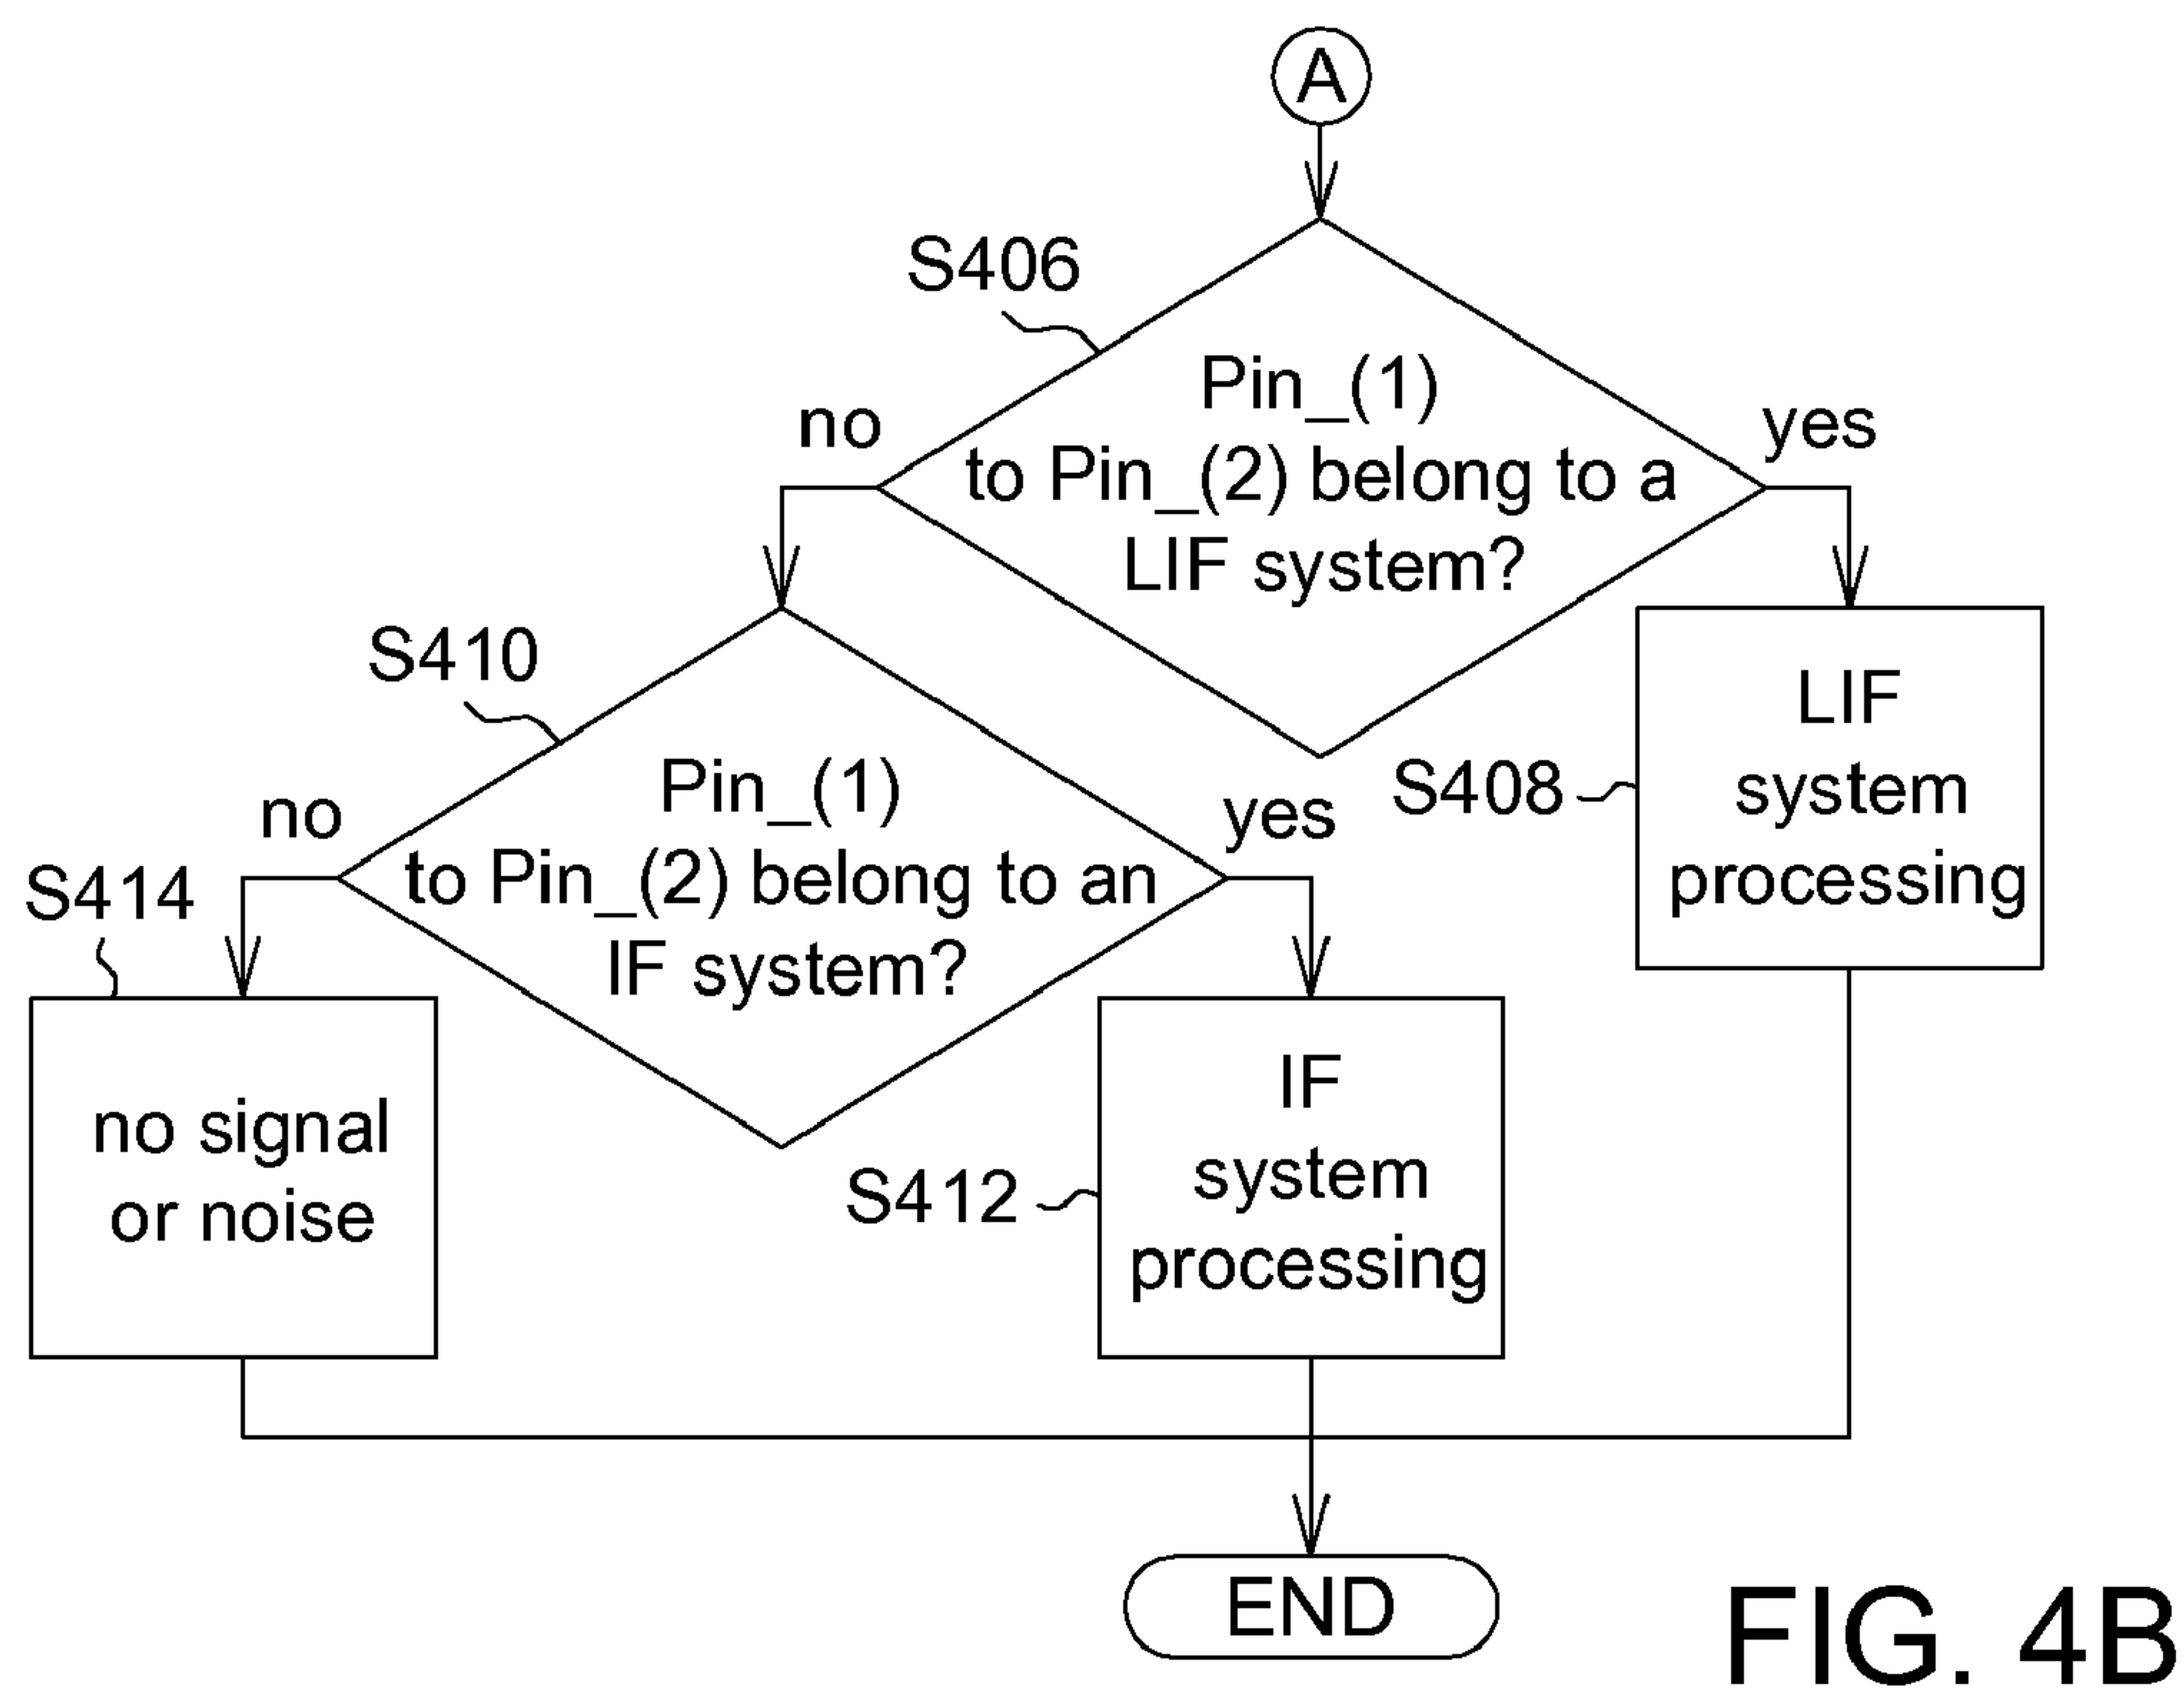 A
S406
Pin_(1)
to Pin_(2) belong to a
LIF system?
no
yes
S410
Pin_(1)
to Pin_(2) belong to an
IF system?
no
yes
S408
LIF
system
processing
S414
no signal
or noise
S412
IF
system
processing
END
FIG. 4B